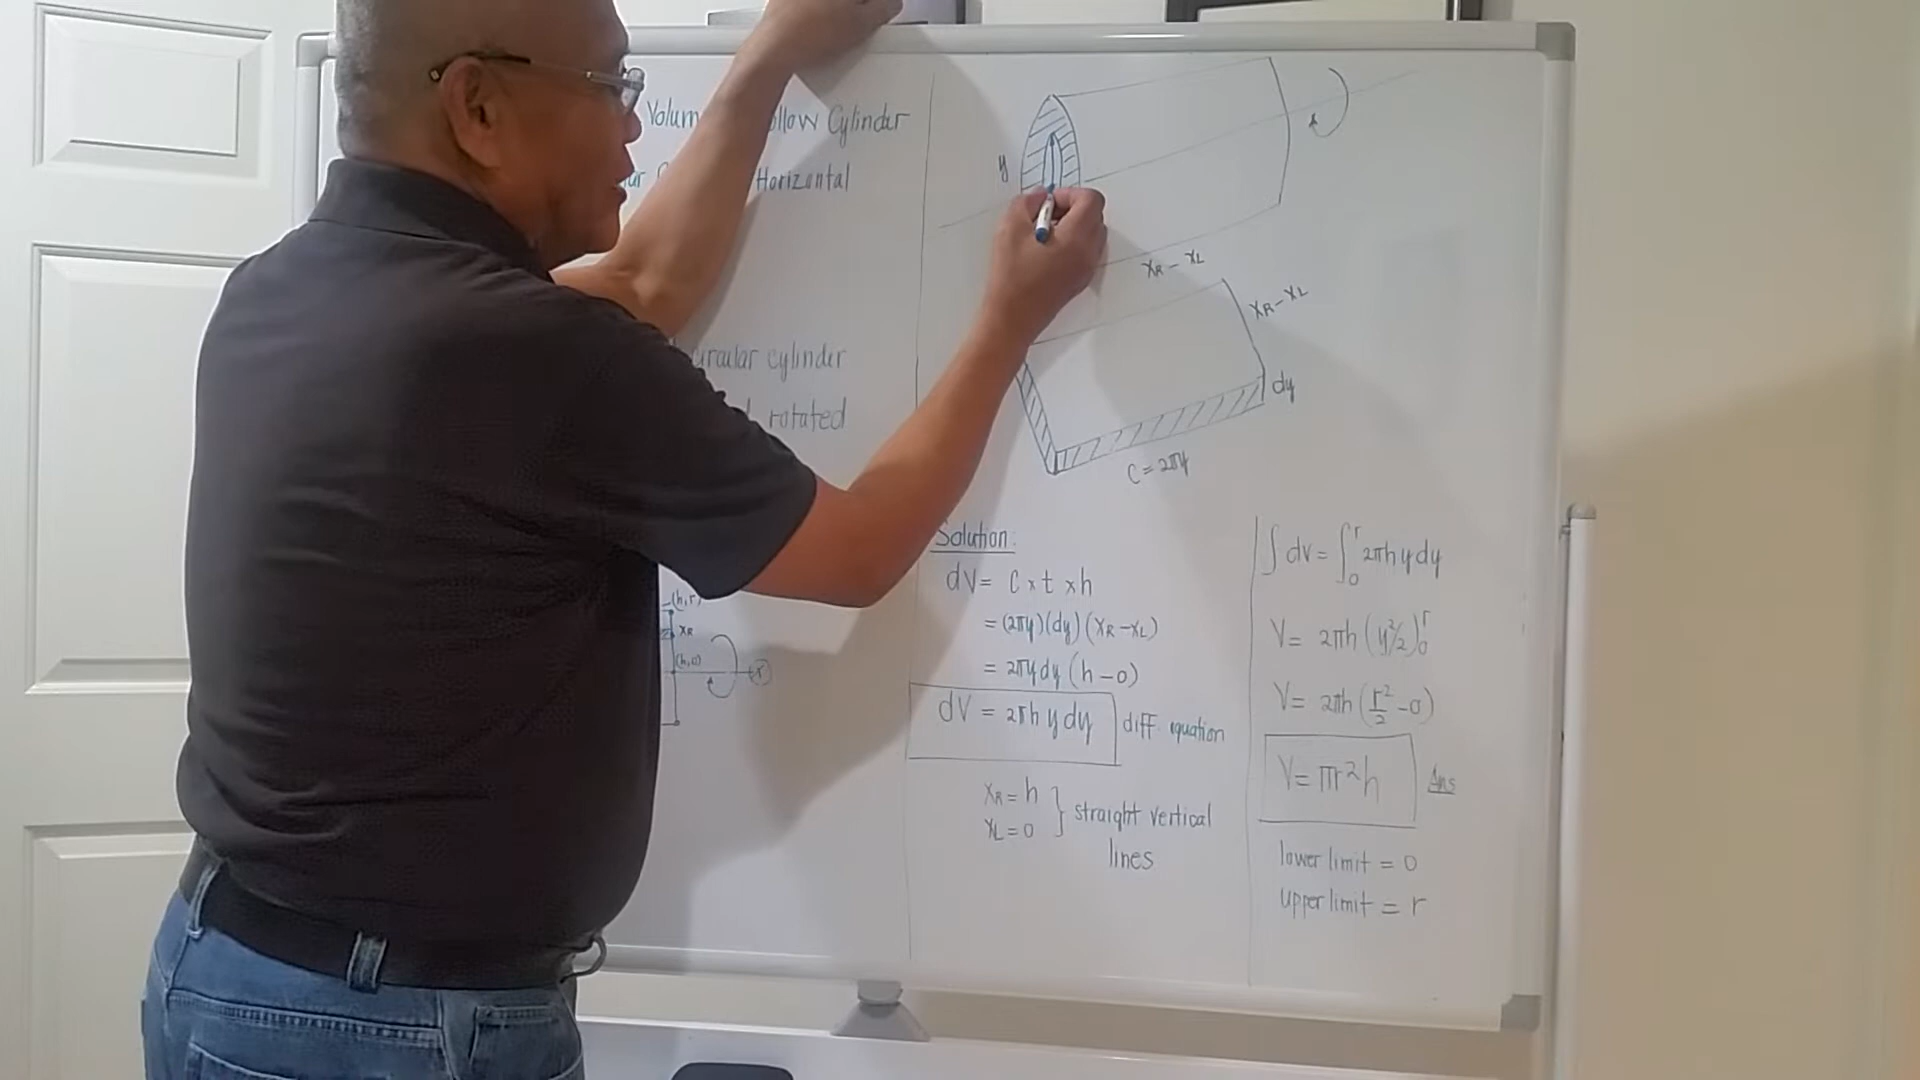 Volum ollow Cylinder
Horizontal
circular cylinder
rotated
(h,r)
XR
(h,0)
x
y
XR - XL
XR - XL
dy
C = 2πy
Solution:
dV = C x t x h
= (2πy)(dy)(XR - XL)
= 2πy dy (h - 0)
dV = 2πh y dy diff equation
XR = h
XL = 0
} straight vertical
lines
∫ dV = ∫₀ʳ 2πh y dy
V = 2πh (y²/2)₀ʳ
V = 2πh (r²/2 - 0)
V = πr²h Ans
lower limit = 0
upper limit = r